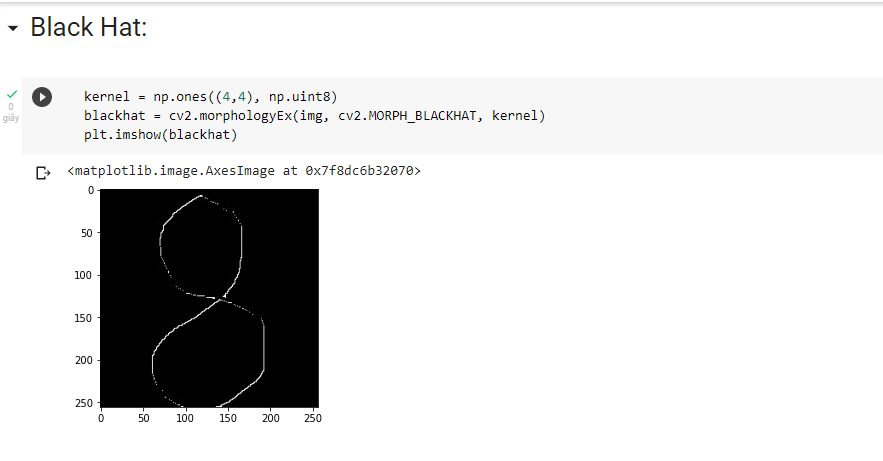 Black Hat:
0
giây
kernel = np.ones((4,4), np.uint8)
blackhat = cv2.morphologyEx(img, cv2.MORPH_BLACKHAT, kernel)
plt.imshow(blackhat)
<matplotlib.image.AxesImage at 0x7f8dc6b32070>
0
50
100
150
200
250
0 50 100 150 200 250